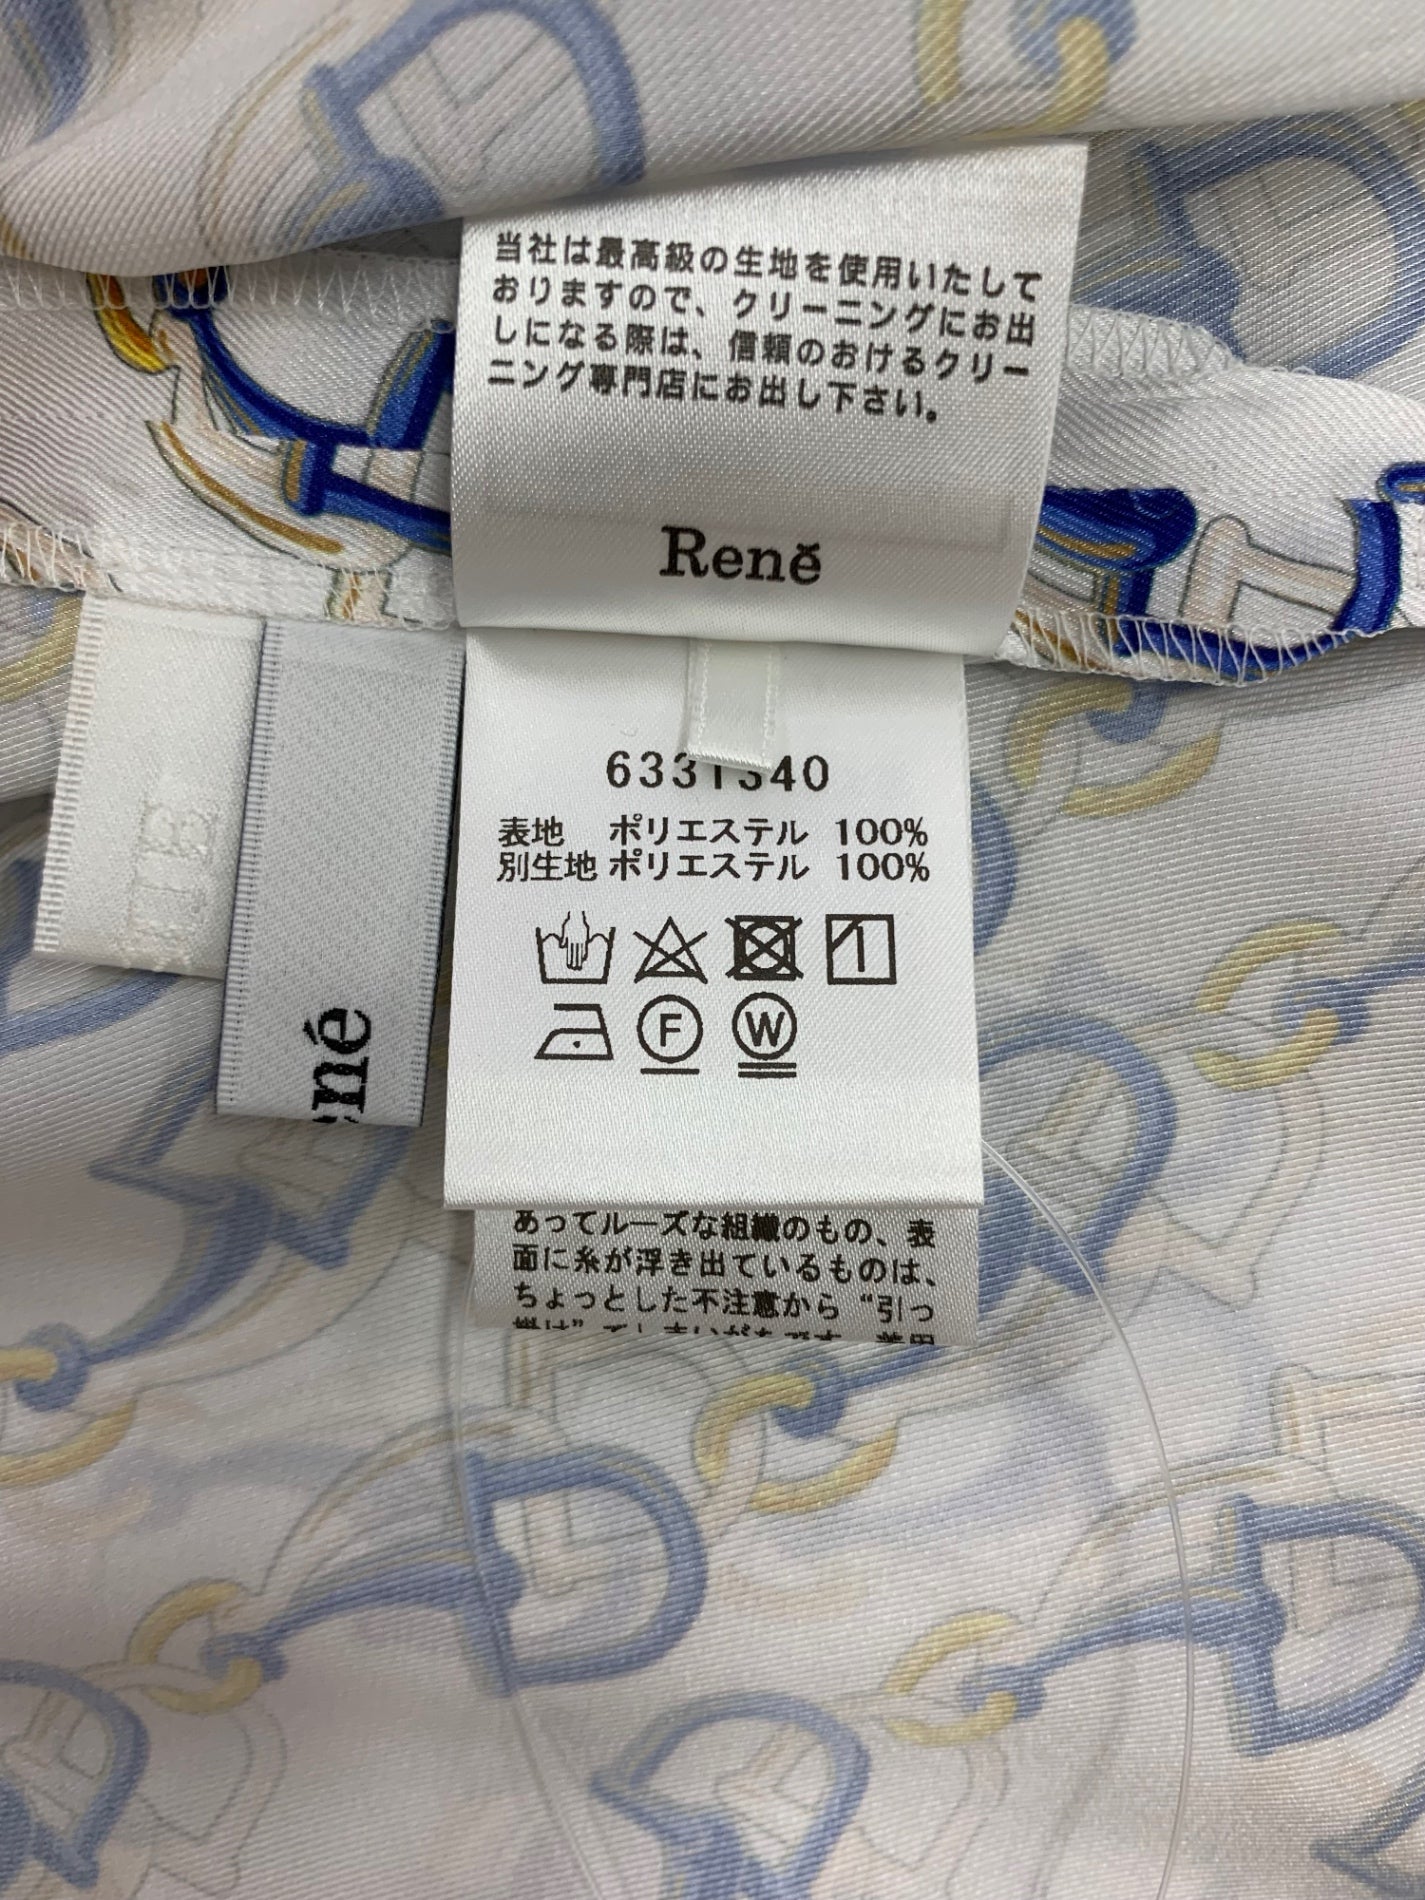 当社は最高級の生地を使用いたして
おりますので、クリーニングにお出
しになる際は、信頼のおけるクリー
ニング専門店にお出し下さい。
René
6331340
表地 ポリエステル 100%
別生地 ポリエステル 100%
F
W
ené
あってルーズな組織のもの、表
面に糸が浮き出ているものは、
ちょっとした不注意から“引っ